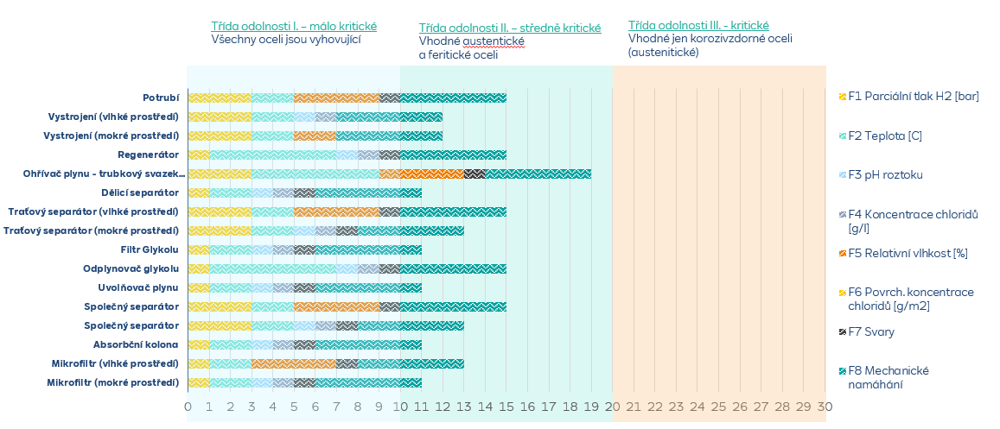 Třída odolnosti I. – málo kritické
Všechny oceli jsou vyhovující
Třída odolnosti II. – středně kritické
Vhodné austentické
a feritické oceli
Třída odolnosti III. - kritické
Vhodné jen korozivzdorné oceli
(austenitické)
Potrubí
Vystrojení (vlhké prostředí)
Vystrojení (mokré prostředí)
Regenerátor
Ohřívač plynu - trubkový svazek...
Dělicí separátor
Traťový separátor (vlhké prostředí)
Traťový separátor (mokré prostředí)
Filtr Glykolu
Odplynovač glykolu
Uvolňovač plynu
Společný separátor
Společný separátor
Absorbční kolona
Mikrofiltr (vlhké prostředí)
Mikrofiltr (mokré prostředí)
0 1 2 3 4 5 6 7 8 9 10 11 12 13 14 15 16 17 18 19 20 21 22 23 24 25 26 27 28 29 30
F1 Parciální tlak H2 [bar]
F2 Teplota [C]
F3 pH roztoku
F4 Koncentrace chloridů
[g/l]
F5 Relativní vlhkost [%]
F6 Povrch. koncentrace
chloridů [g/m2]
F7 Svary
F8 Mechanické
namáhání